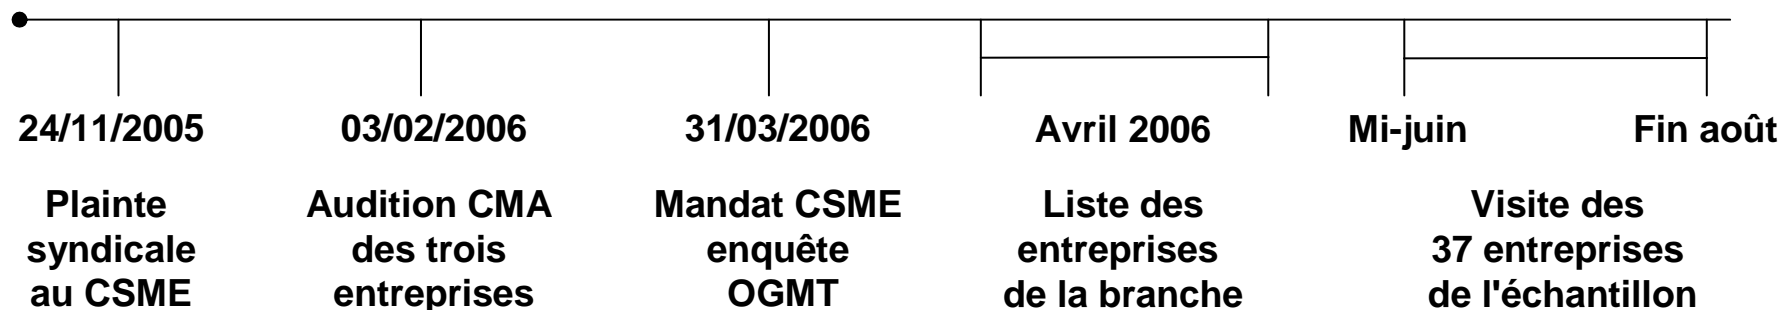 24/11/2005 03/02/2006 31/03/2006 Avril 2006 Mi-juin Fin août
Plainte
syndicale
au CSME
Audition CMA
des trois
entreprises
Mandat CSME
enquête
OGMT
Liste des
entreprises
de la branche
Visite des
37 entreprises
de l'échantillon